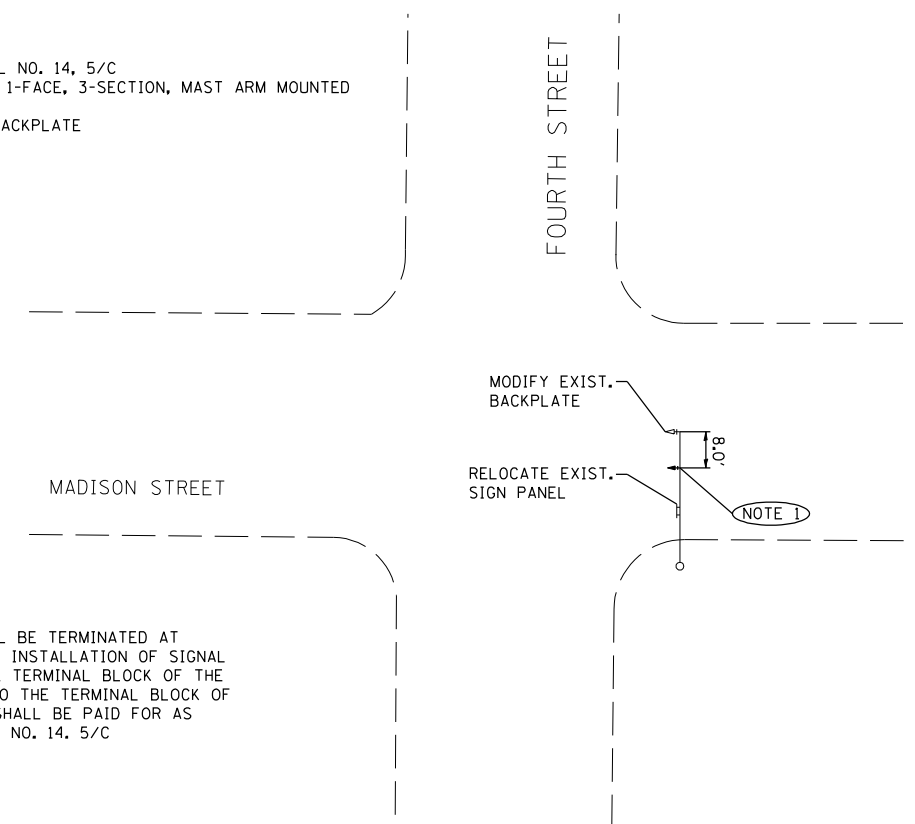 L NO. 14, 5/C
1-FACE, 3-SECTION, MAST ARM MOUNTED
ACKPLATE
FOURTH STREET
MODIFY EXIST.
BACKPLATE
8.0'
RELOCATE EXIST.
SIGN PANEL
NOTE 1
MADISON STREET
L BE TERMINATED AT
INSTALLATION OF SIGNAL
TERMINAL BLOCK OF THE
O THE TERMINAL BLOCK OF
SHALL BE PAID FOR AS
NO. 14. 5/C